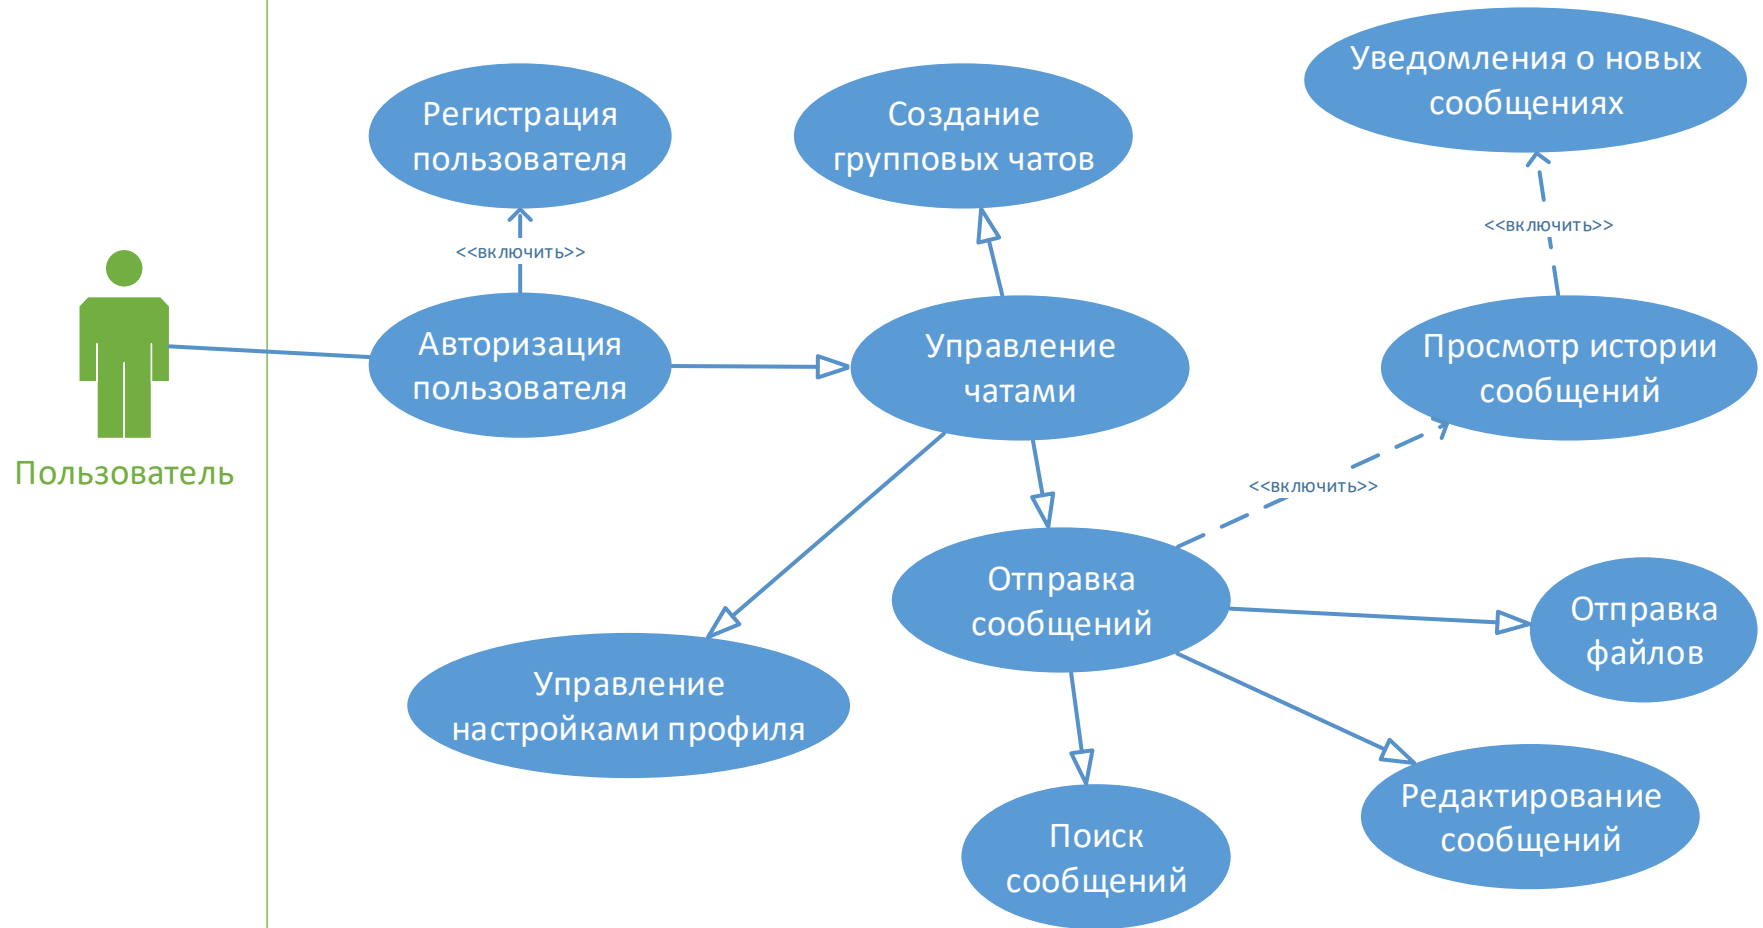 Уведомления о новых
сообщениях
Регистрация
пользователя
Создание
групповых чатов
<<включить>>
<<включить>>
Авторизация
пользователя
Управление
чатами
Просмотр истории
сообщений
Пользователь
<<включить>>
Отправка
сообщений
Отправка
файлов
Управление
настройками профиля
Редактирование
сообщений
Поиск
сообщений